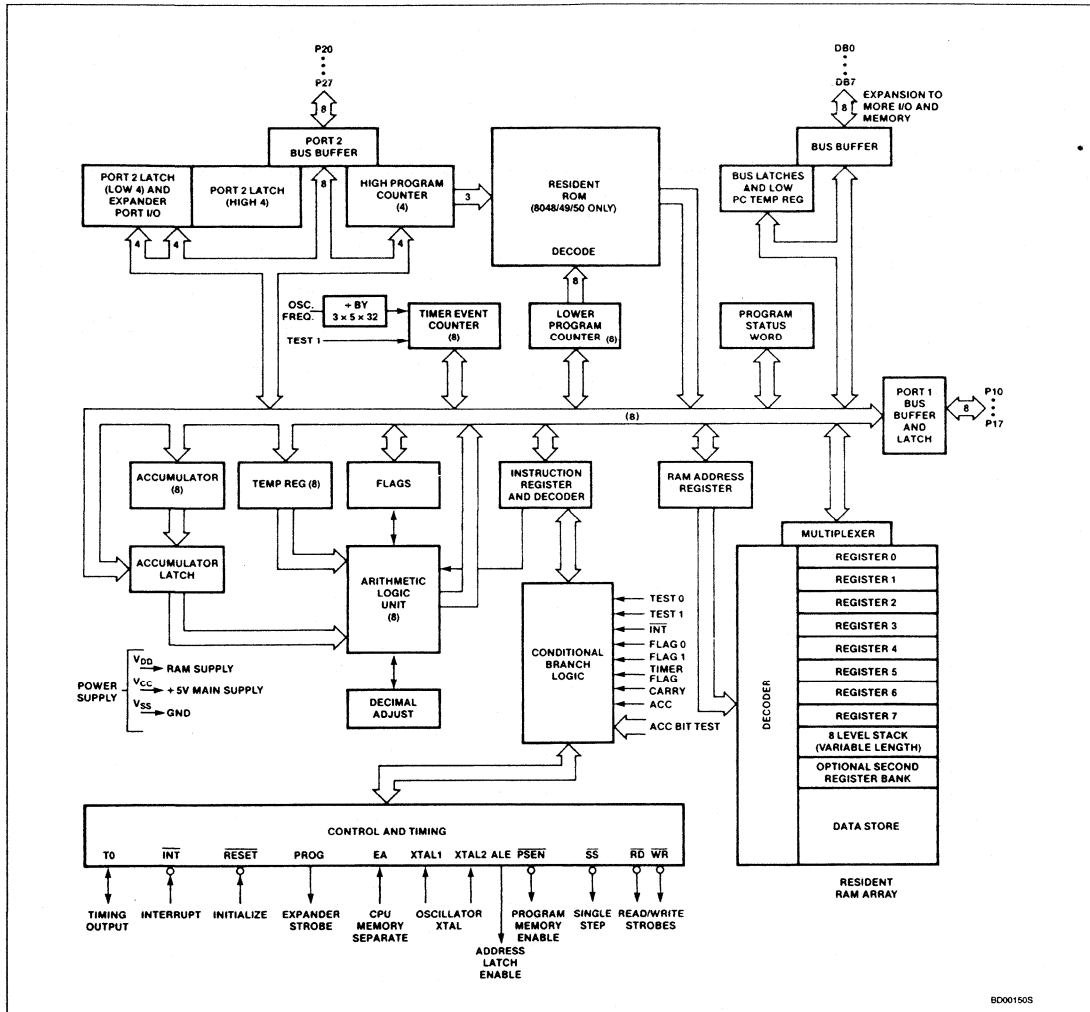 P20
P27
8
PORT 2
BUS BUFFER
PORT 2 LATCH
(LOW 4) AND
EXPANDER
PORT I/O
PORT 2 LATCH
(HIGH 4)
8
HIGH PROGRAM
COUNTER
(4)
3
4
4
4
RESIDENT
ROM
(8048/49/50 ONLY)
DECODE
8
DB0
DB7
8
EXPANSION TO
MORE I/O AND
MEMORY
BUS BUFFER
BUS LATCHES
AND LOW
PC TEMP REG
OSC.
FREQ.
÷ BY
3 x 5 x 32
TEST 1
TIMER EVENT
COUNTER
(8)
LOWER
PROGRAM
COUNTER (8)
PROGRAM
STATUS
WORD
(8)
PORT 1
BUS
BUFFER
AND
LATCH
8
P10
P17
ACCUMULATOR
(8)
TEMP REG (8)
FLAGS
INSTRUCTION
REGISTER
AND DECODER
RAM ADDRESS
REGISTER
ACCUMULATOR
LATCH
ARITHMETIC
LOGIC
UNIT
(8)
DECIMAL
ADJUST
CONDITIONAL
BRANCH
LOGIC
TEST 0
TEST 1
INT
FLAG 0
FLAG 1
TIMER
FLAG
CARRY
ACC
ACC BIT TEST
POWER
SUPPLY
VDD
RAM SUPPLY
VCC
+ 5V MAIN SUPPLY
VSS
GND
MULTIPLEXER
DECODER
REGISTER 0
REGISTER 1
REGISTER 2
REGISTER 3
REGISTER 4
REGISTER 5
REGISTER 6
REGISTER 7
8 LEVEL STACK
(VARIABLE LENGTH)
OPTIONAL SECOND
REGISTER BANK
DATA STORE
RESIDENT
RAM ARRAY
CONTROL AND TIMING
T0 INT RESET PROG EA XTAL1 XTAL2 ALE PSEN SS RD WR
TIMING
OUTPUT
INTERRUPT
INITIALIZE
EXPANDER
STROBE
CPU
MEMORY
SEPARATE
OSCILLATOR
XTAL
ADDRESS
LATCH
ENABLE
PROGRAM
MEMORY
ENABLE
SINGLE
STEP
READ/WRITE
STROBES
BD00150S